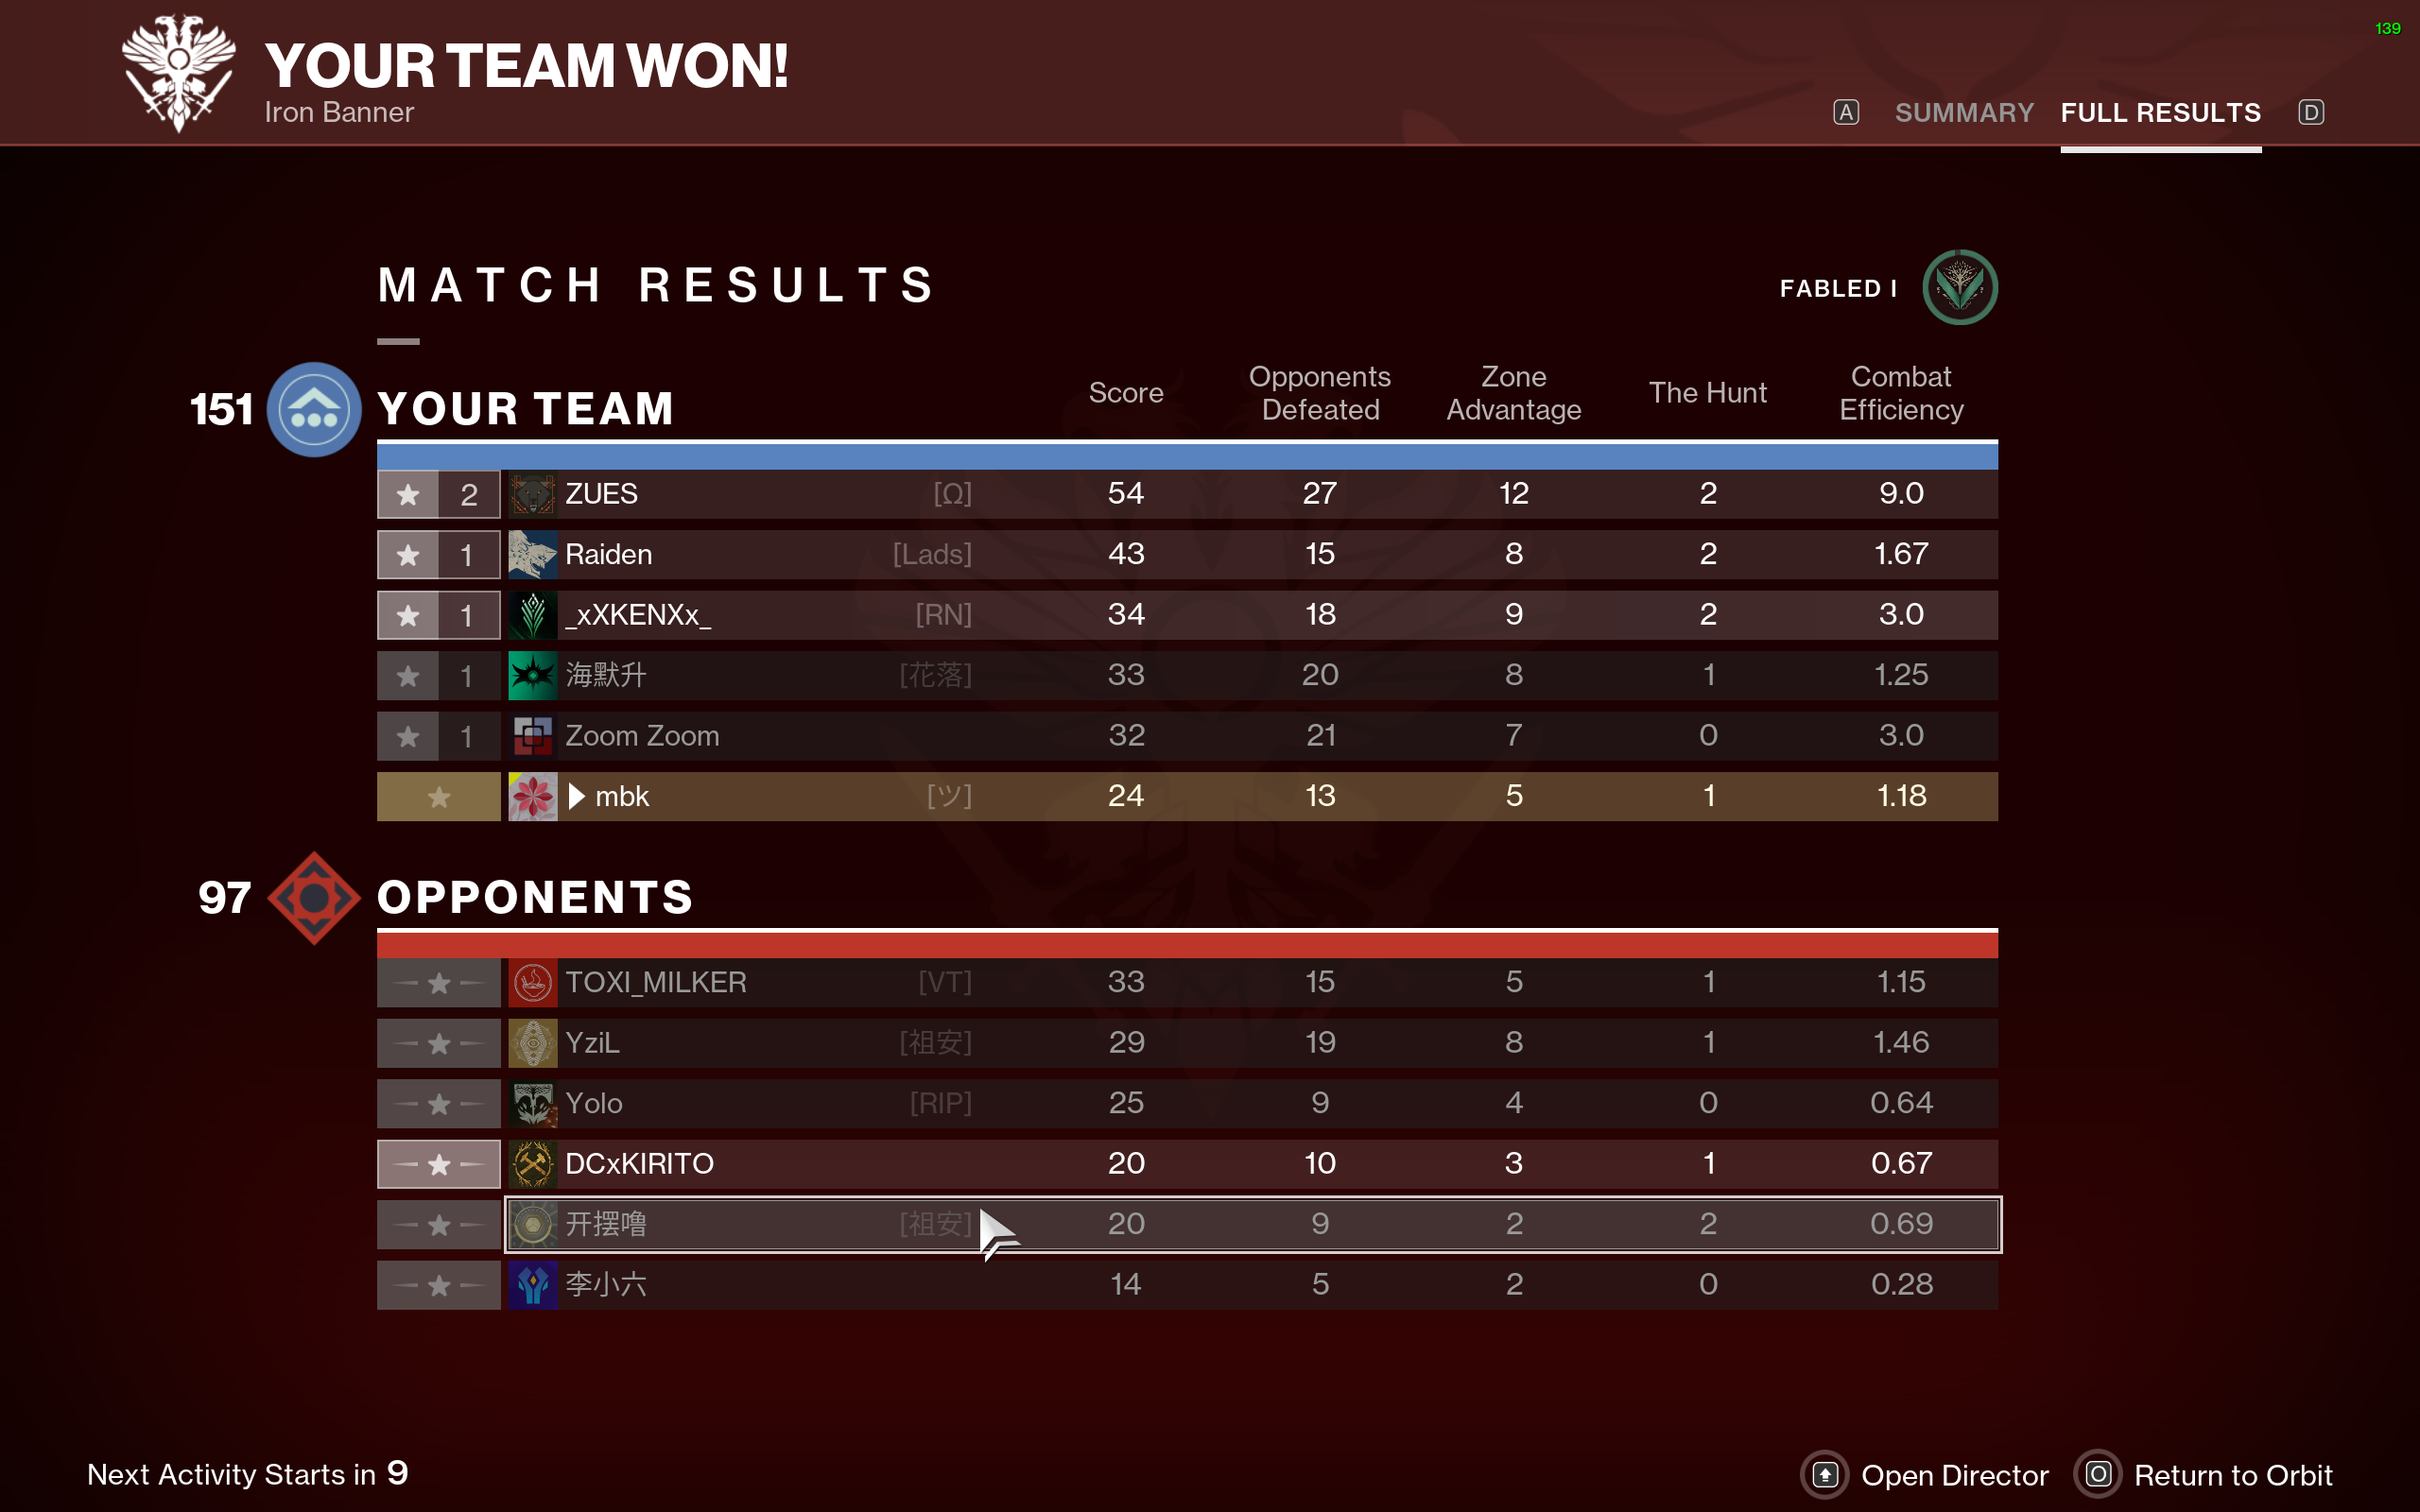 139
YOUR TEAM WON!
Iron Banner
A SUMMARY FULL RESULTS D
MATCH RESULTS
FABLED I
151 YOUR TEAM Score Opponents Defeated Zone Advantage The Hunt Combat Efficiency
2 ZUES [Ω] 54 27 12 2 9.0
1 Raiden [Lads] 43 15 8 2 1.67
1 _xXKENXx_ [RN] 34 18 9 2 3.0
1 海默升 [花落] 33 20 8 1 1.25
1 Zoom Zoom 32 21 7 0 3.0
mbk [ツ] 24 13 5 1 1.18
97 OPPONENTS
TOXI_MILKER [VT] 33 15 5 1 1.15
YziL [祖安] 29 19 8 1 1.46
Yolo [RIP] 25 9 4 0 0.64
DCxKIRITO 20 10 3 1 0.67
开摆噜 [祖安] 20 9 2 2 0.69
李小六 14 5 2 0 0.28
Next Activity Starts in 9
Open Director O Return to Orbit